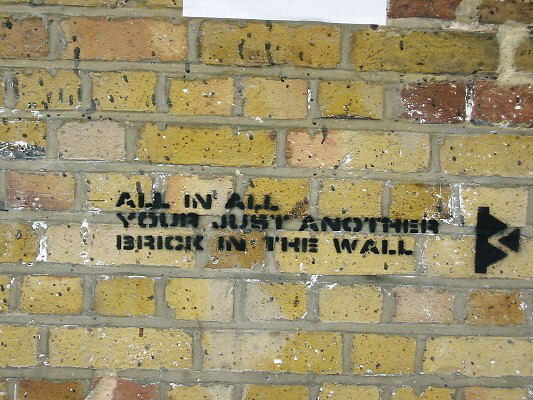 ALL IN ALL
YOUR JUST ANOTHER
BRICK IN THE WALL